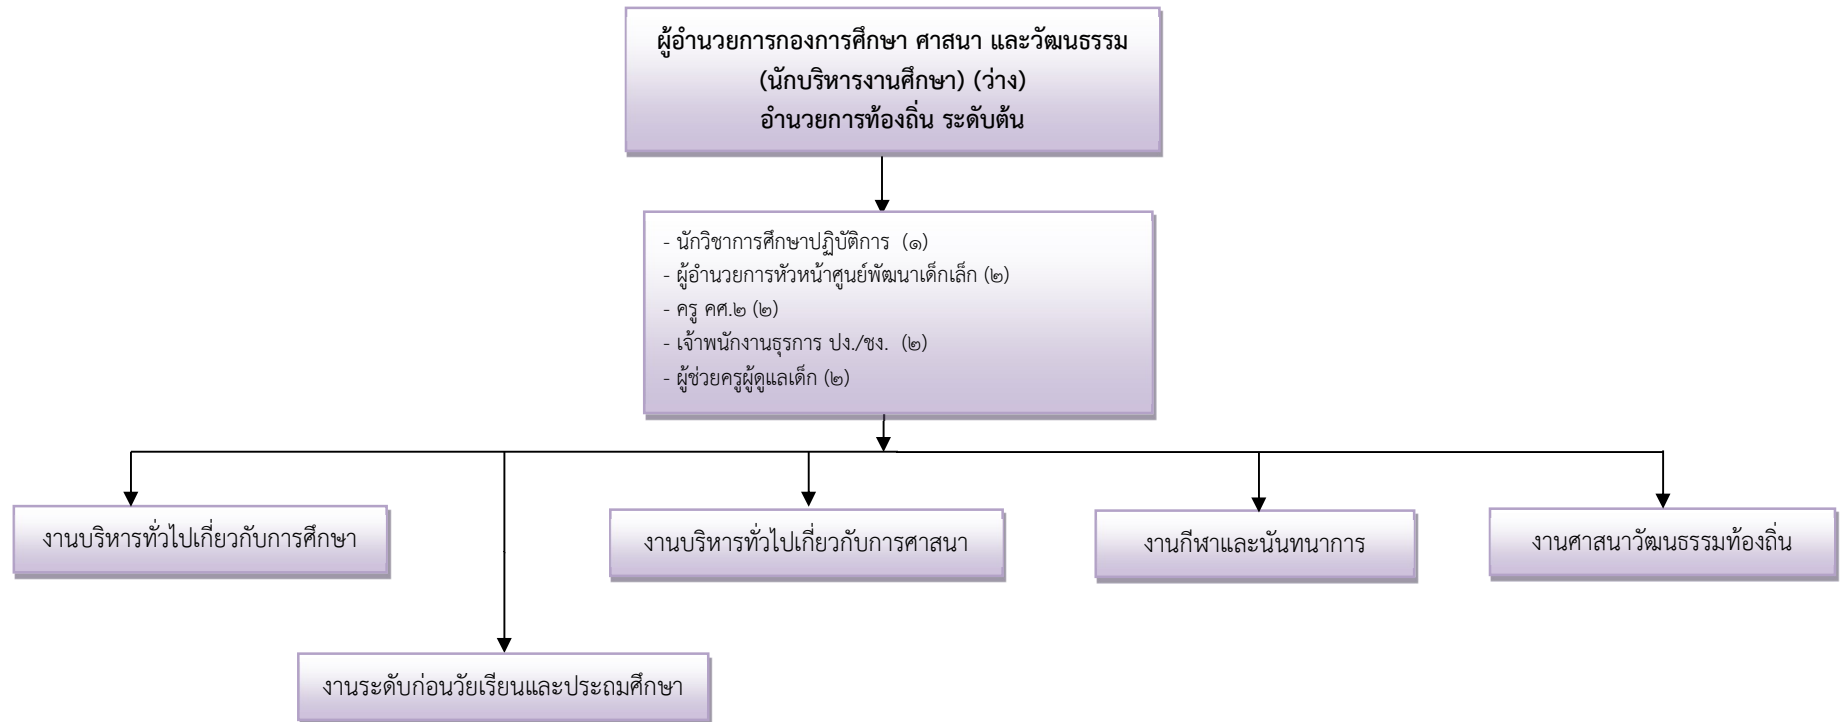 ผู้อำนวยการกองการศึกษา ศาสนา และวัฒนธรรม
(นักบริหารงานศึกษา) (ว่าง)
อำนวยการท้องถิ่น ระดับต้น
- นักวิชาการศึกษาปฏิบัติการ (๑)
- ผู้อำนวยการหัวหน้าศูนย์พัฒนาเด็กเล็ก (๒)
- ครู คศ.๒ (๒)
- เจ้าพนักงานธุรการ ปง./ชง. (๒)
- ผู้ช่วยครูผู้ดูแลเด็ก (๒)
งานบริหารทั่วไปเกี่ยวกับการศึกษา
งานบริหารทั่วไปเกี่ยวกับการศาสนา
งานกีฬาและนันทนาการ
งานศาสนาวัฒนธรรมท้องถิ่น
งานระดับก่อนวัยเรียนและประถมศึกษา